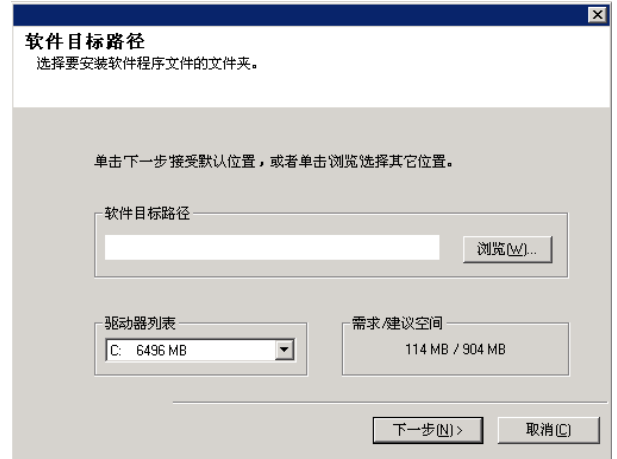 软件目标路径
选择要安装软件程序文件的文件夹。
单击'下一步'接受默认位置，或者单击'浏览'选择其它位置。
软件目标路径
浏览(W)...
驱动器列表
C: 6496 MB
需求/建议空间
114 MB / 904 MB
下一步(N) >
取消(C)